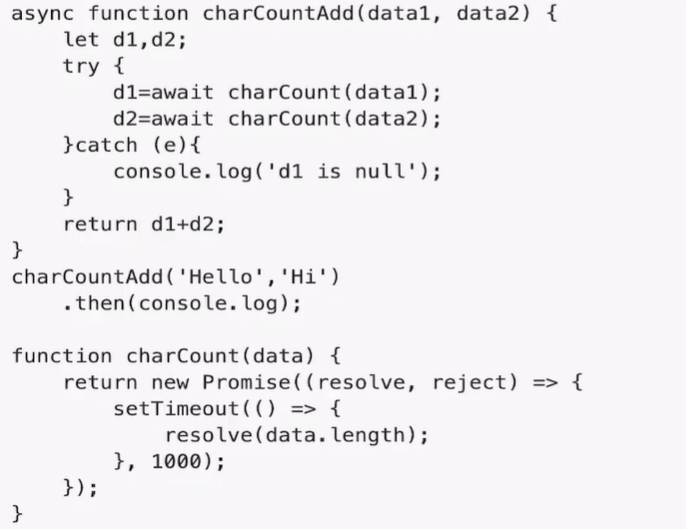 async function charCountAdd(data1, data2) {
    let d1,d2;
    try {
        d1=await charCount(data1);
        d2=await charCount(data2);
    }catch (e){
        console.log('d1 is null');
    }
    return d1+d2;
}
charCountAdd('Hello','Hi')
    .then(console.log);

function charCount(data) {
    return new Promise((resolve, reject) => {
        setTimeout(() => {
            resolve(data.length);
        }, 1000);
    });
}